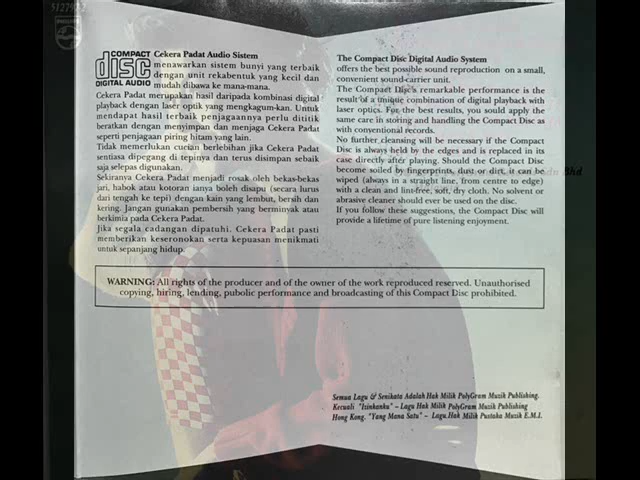 512793
COMPACT
disc
DIGITAL AUDIO
Cekera Padat Audio Sistem
menawarkan sistem bunyi yang terbaik
dengan unit rekabentuk yang kecil dan
mudah dibawa ke mana-mana.
Cekera Padat merupakan hasil daripada kombinasi digital
playback dengan laser optik yang mengkagum-kan. Untuk
mendapat hasil terbaik penjagaannya perlu dititik
beratkan dengan menyimpan dan menjaga Cekera Padat
seperti penjagaan piring hitam yang lain.
Tidak memerlukan cucian berlebihan jika Cekera Padat
sentiasa dipegang di tepinya dan terus disimpan sebaik
saja selepas digunakan.
Sekiranya Cekera Padat menjadi rosak oleh bekas-bekas
jari, habok atau kotoran ianya boleh disapu (secara lurus
dari tengah ke tepi) dengan kain yang lembut, bersih dan
kering. Jangan gunakan pembersih yang berminyak atau
berkimia pada Cekera Padat.
Jika segala cadangan dipatuhi. Cekera Padat pasti
memberikan keseronokan serta kepuasan menikmati
untuk sepanjang hidup.
The Compact Disc Digital Audio System
offers the best possible sound reproduction on a small,
convenient sound-carrier unit.
The Compact Disc's remarkable performance is the
result of a unique combination of digital playback with
laser optics. For the best results, you sould apply the
same care in storing and handling the Compact Disc as
with conventional records.
No further cleansing will be necessary if the Compact
Disc is always held by the edges and is replaced in its
case directly after playing. Should the Compact Disc
become soiled by fingerprints, dust or dirt, it can be
wiped (always in a straight line, from centre to edge)
with a clean and lint-free, soft, dry cloth. No solvent or
abrasive cleaner should ever be used on the disc.
If you follow these suggestions, the Compact Disc will
provide a lifetime of pure listening enjoyment.
Bhd
WARNING: All rights of the producer and of the owner of the work reproduced reserved. Unauthorised
copying, hiring, lending, pubolic performance and broadcasting of this Compact Disc prohibited.
Semua Lagu & Senikata Adalah Hak Milik PolyGram Muzik Publishing.
Kecuali "Izinkanku" – Lagu Hak Milik PolyGram Muzik Publishing
Hong Kong. "Yang Mana Satu" – Lagu Hak Milik Pustaka Muzik E.M.I.